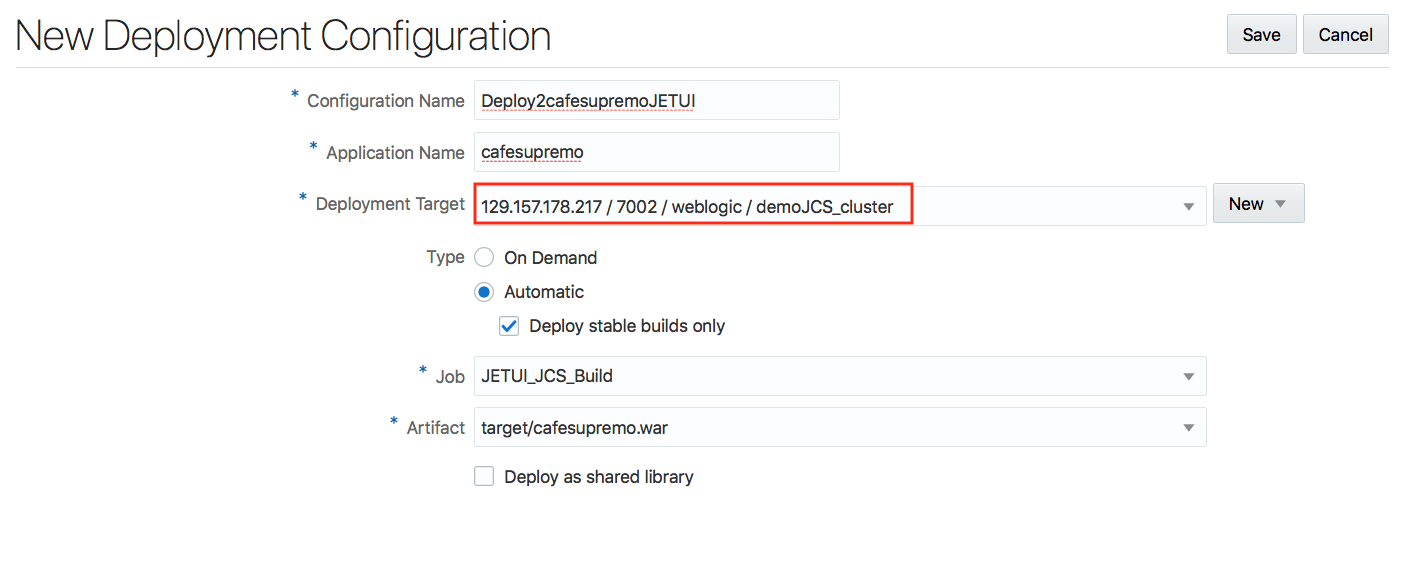 New Deployment Configuration Save Cancel
* Configuration Name Deploy2cafesupremoJETUI
* Application Name cafesupremo
* Deployment Target 129.157.178.217 / 7002 / weblogic / demoJCS_cluster New
Type On Demand
Automatic
Deploy stable builds only
* Job JETUI_JCS_Build
* Artifact target/cafesupremo.war
Deploy as shared library